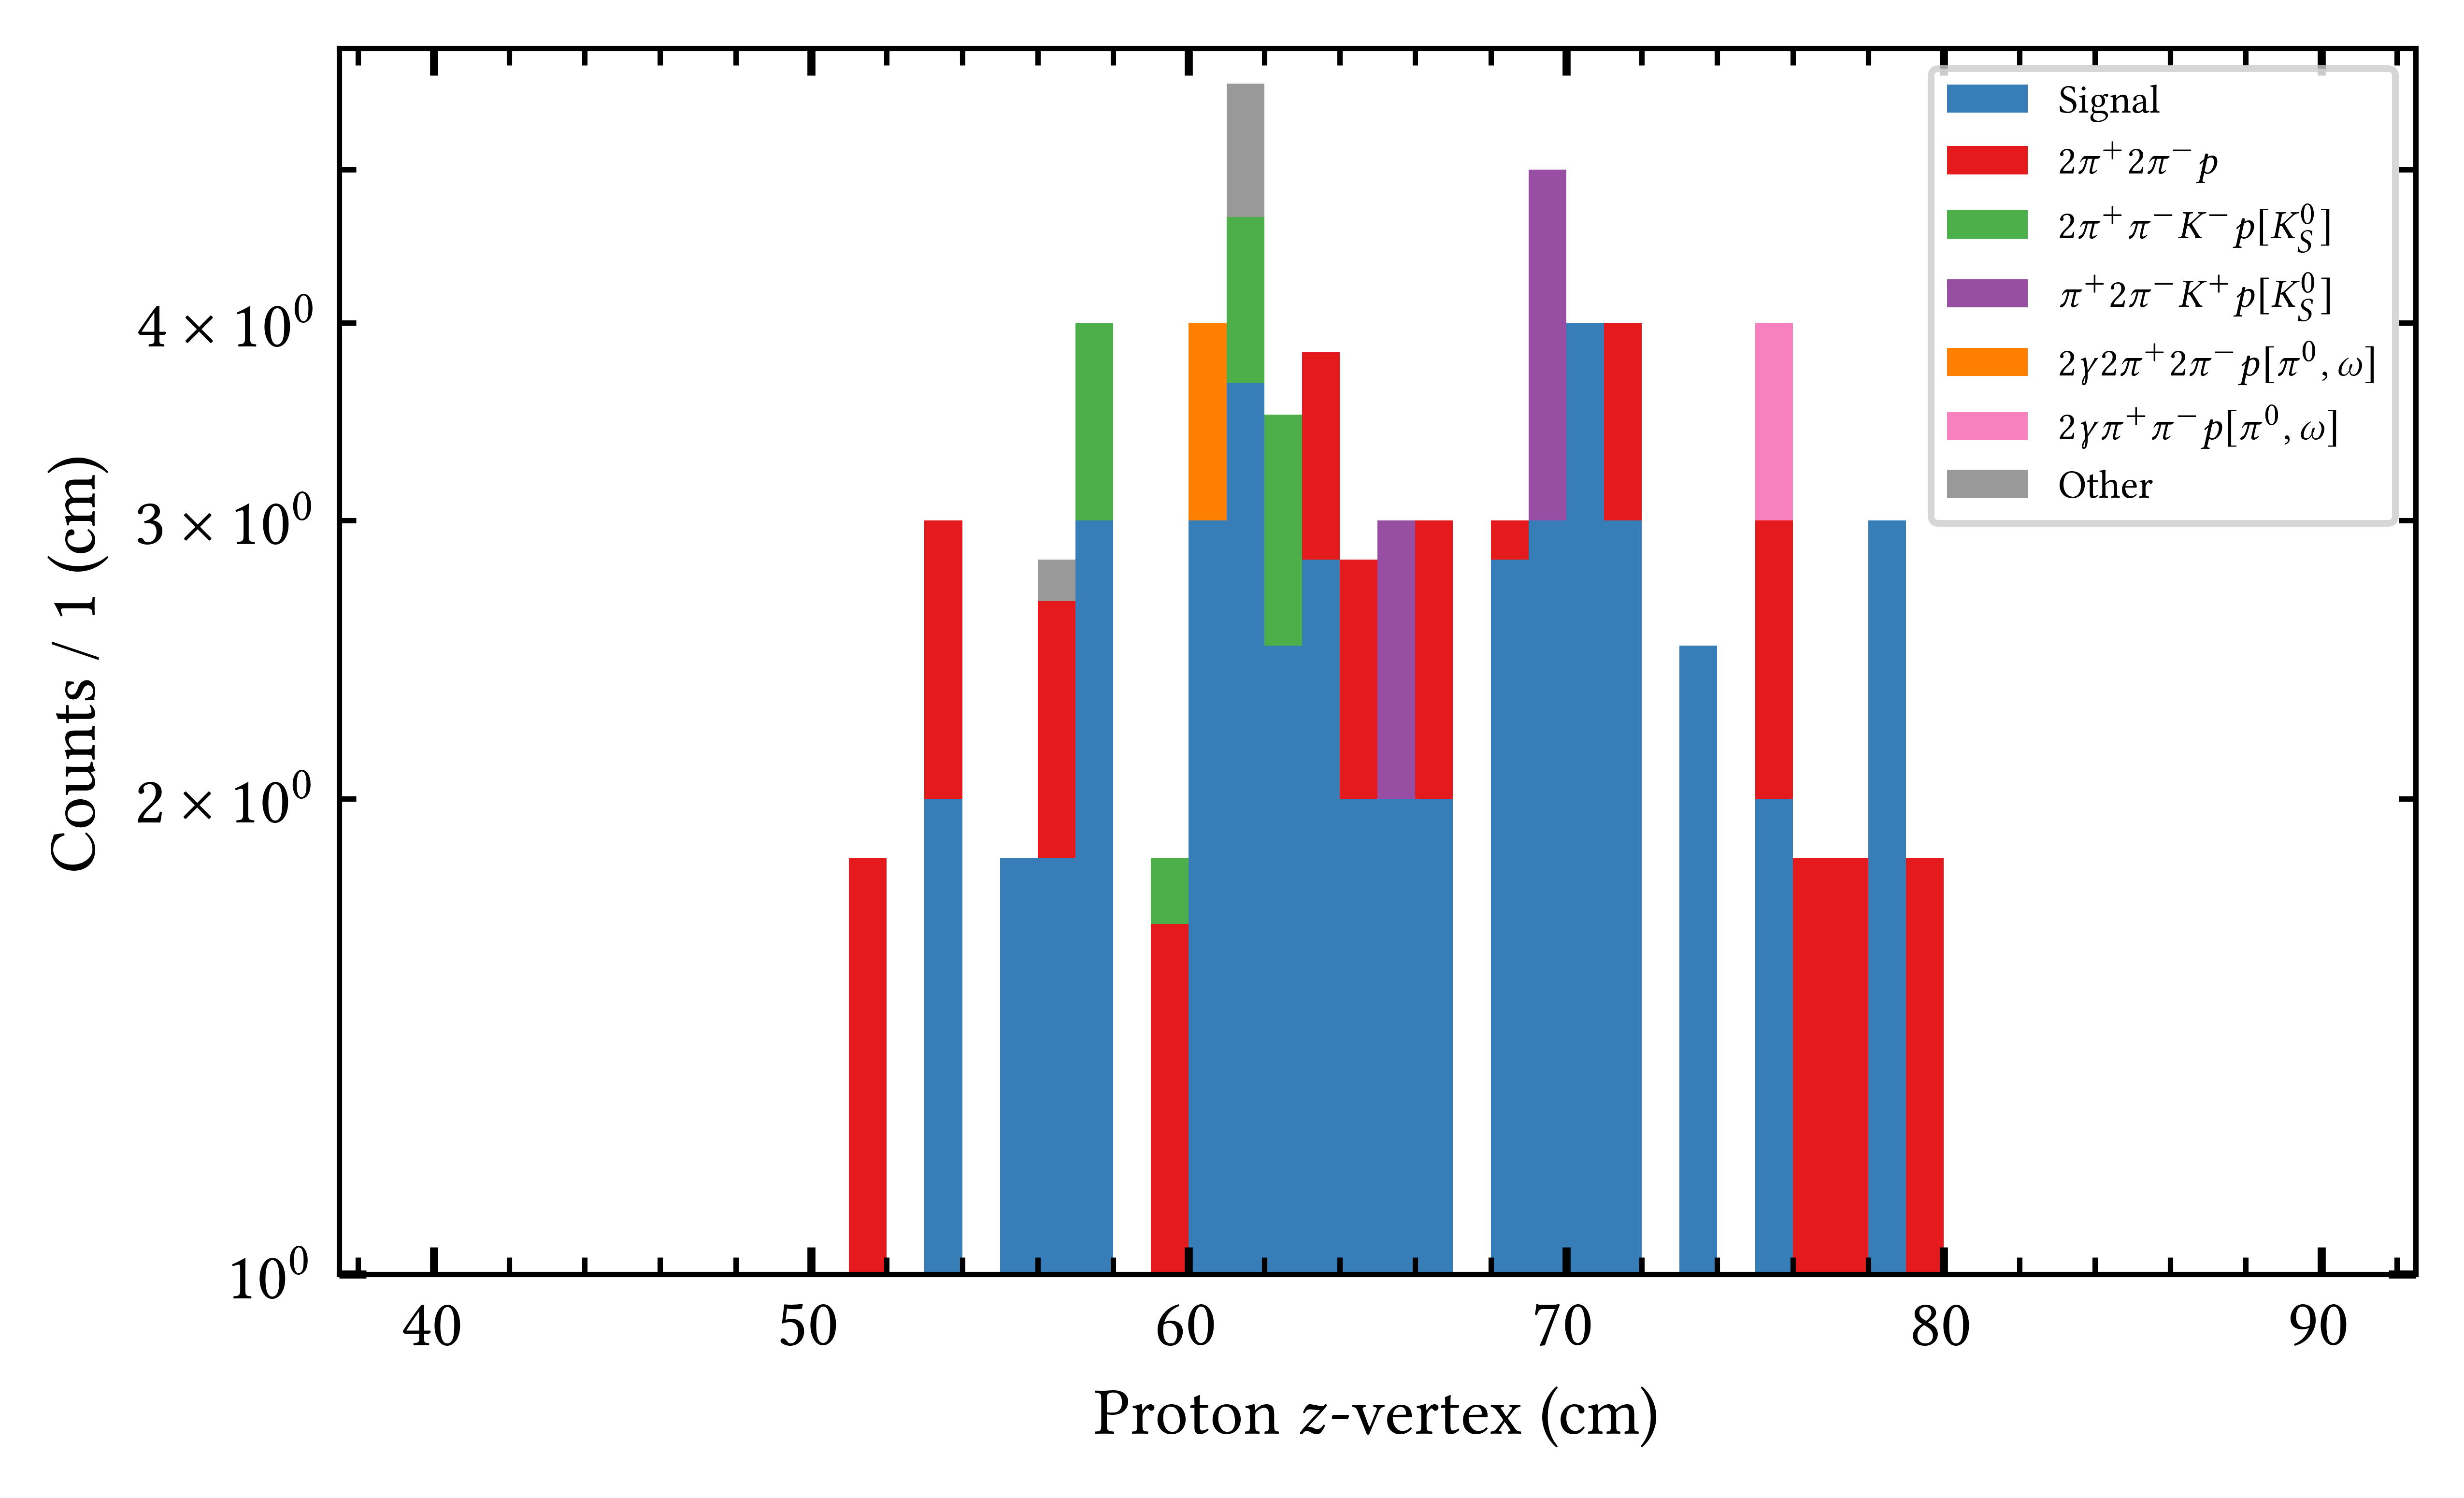 Counts / 1 (cm)
4 × 10⁰
3 × 10⁰
2 × 10⁰
10⁰
40 50 60 70 80 90
Proton z-vertex (cm)
Signal
2π⁺2π⁻p
2π⁺π⁻K⁻p[K⁰_S]
π⁺2π⁻K⁺p[K⁰_S]
2γ2π⁺2π⁻p[π⁰, ω]
2γπ⁺π⁻p[π⁰, ω]
Other